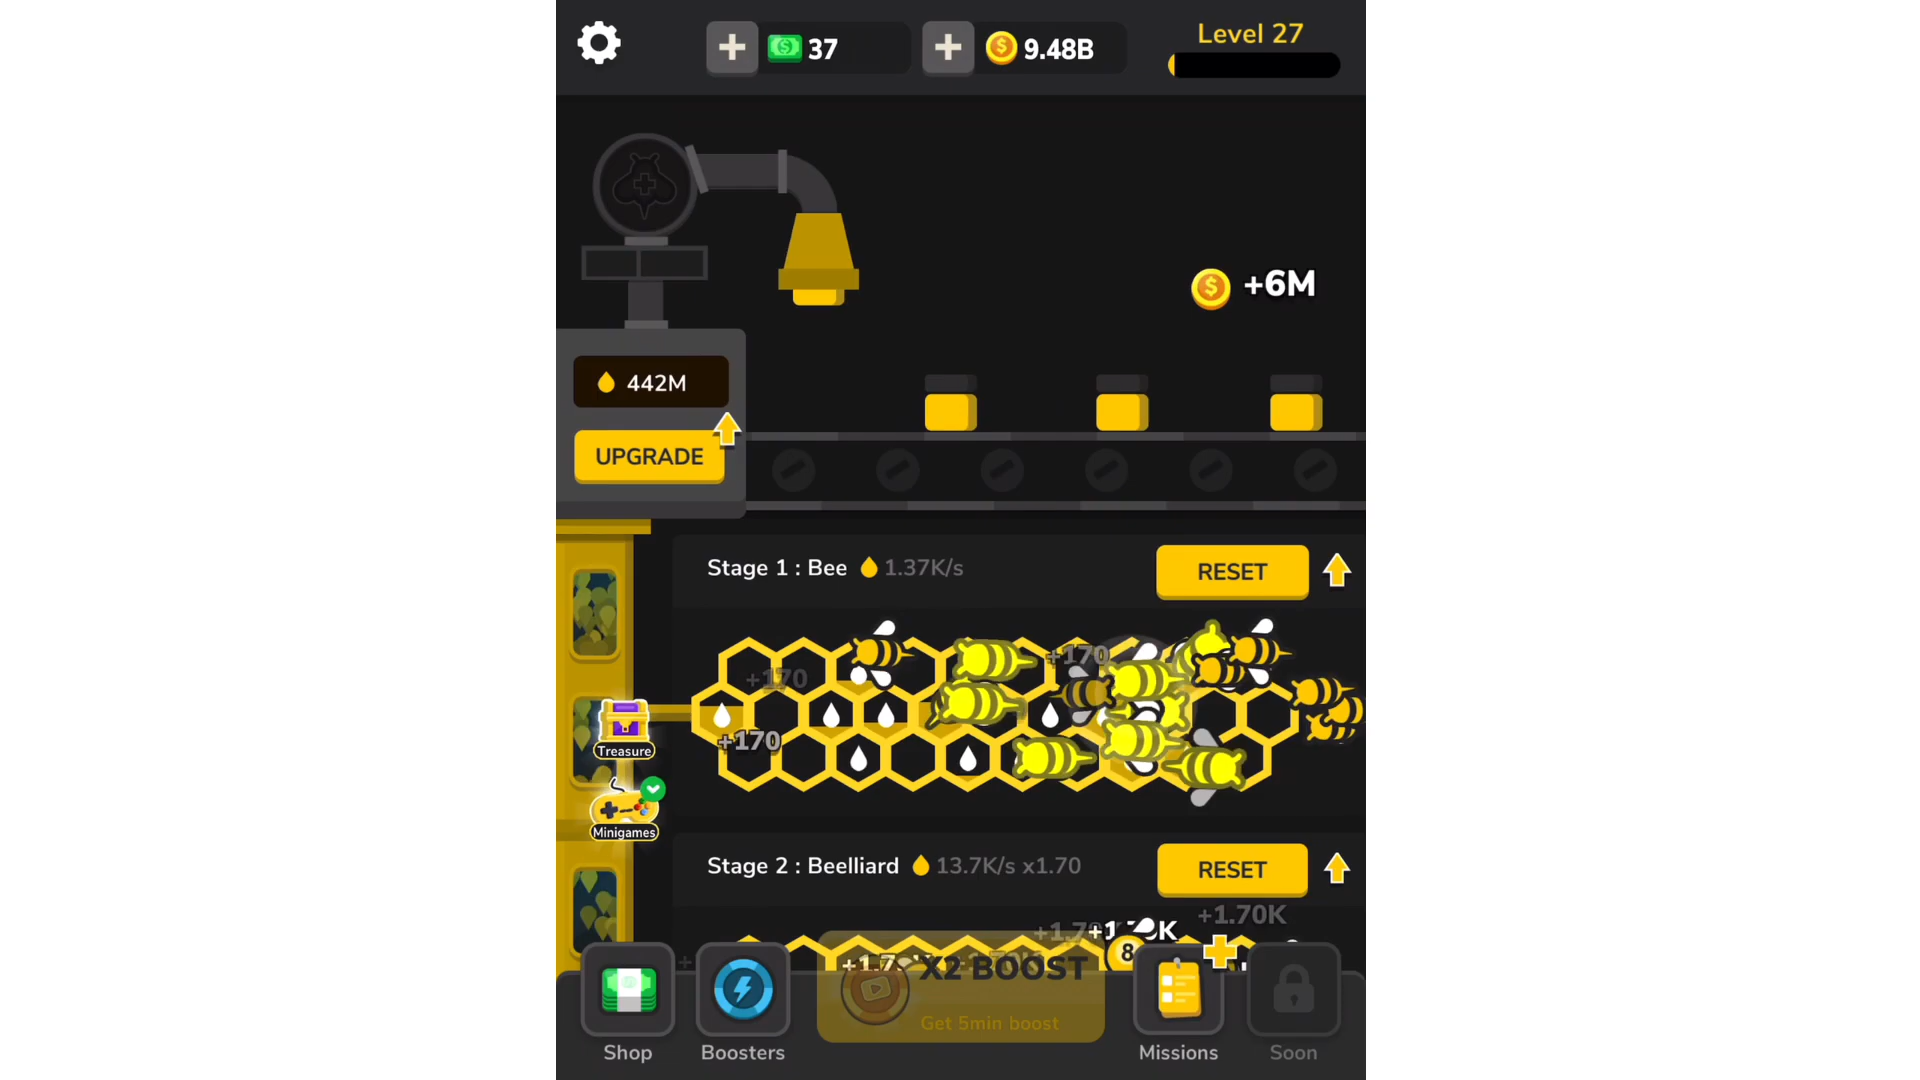 37
9.48B
Level 27
+6M
442M
UPGRADE
Stage 1 : Bee 1.37K/s
RESET
+170
+170
+170
Treasure
Minigames
Stage 2 : Beelliard 13.7K/s x1.70
RESET
+1.70K
8
X2 BOOST
Get 5min boost
Shop
Boosters
Missions
Soon